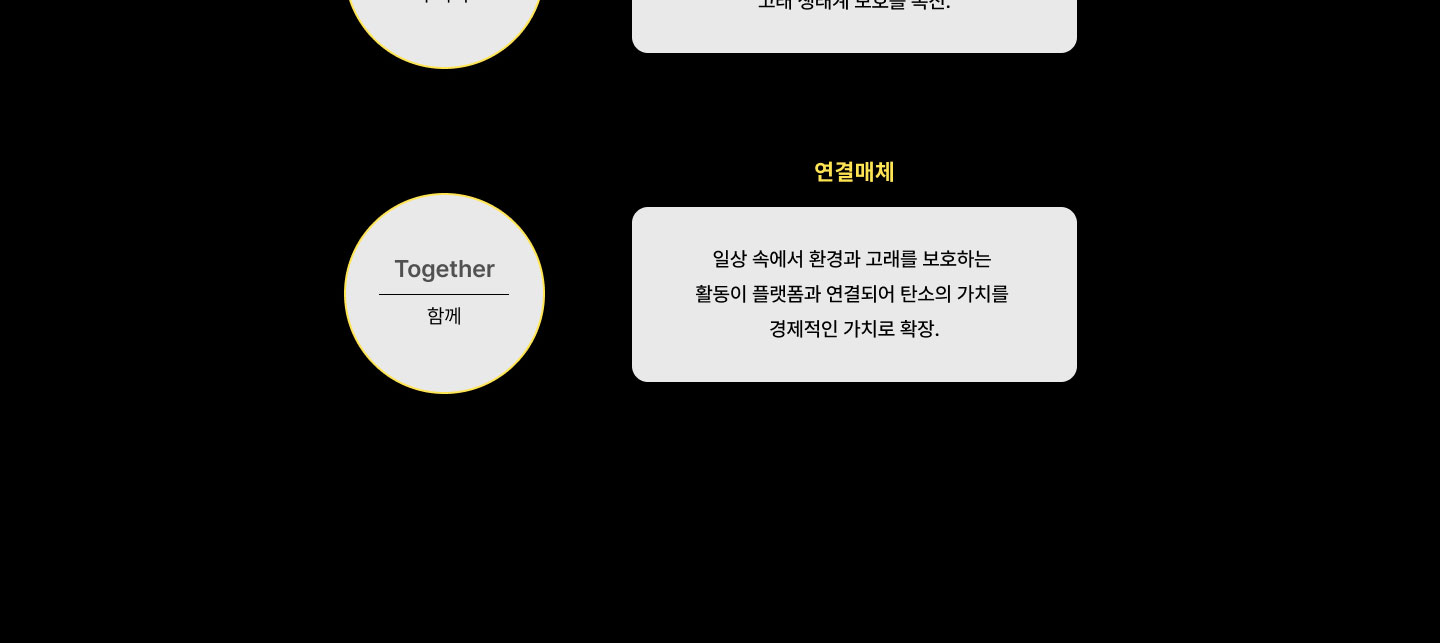 고래 생태계 보호를 촉진.
연결매체
Together
함께
일상 속에서 환경과 고래를 보호하는
활동이 플랫폼과 연결되어 탄소의 가치를
경제적인 가치로 확장.